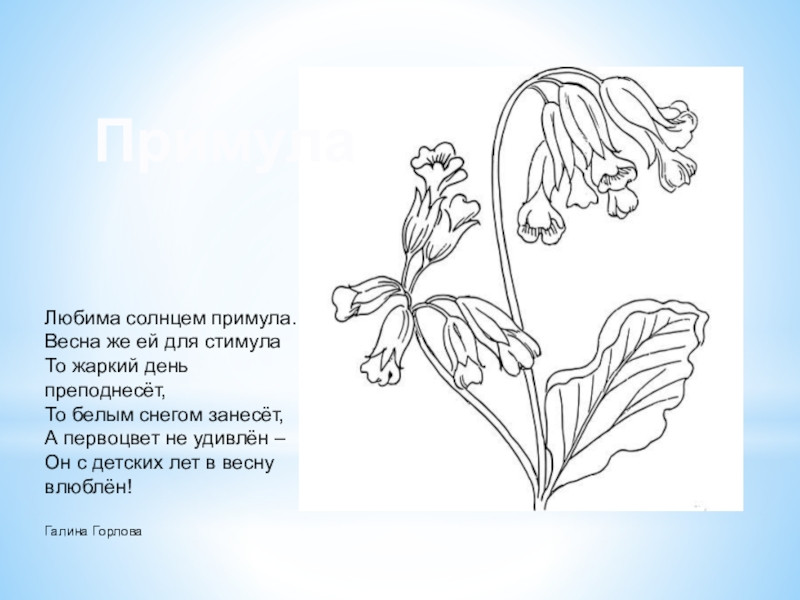 Примула
Любима солнцем примула.
Весна же ей для стимула
То жаркий день
преподнесёт,
То белым снегом занесёт,
А первоцвет не удивлён –
Он с детских лет в весну
влюблён!
Галина Горлова